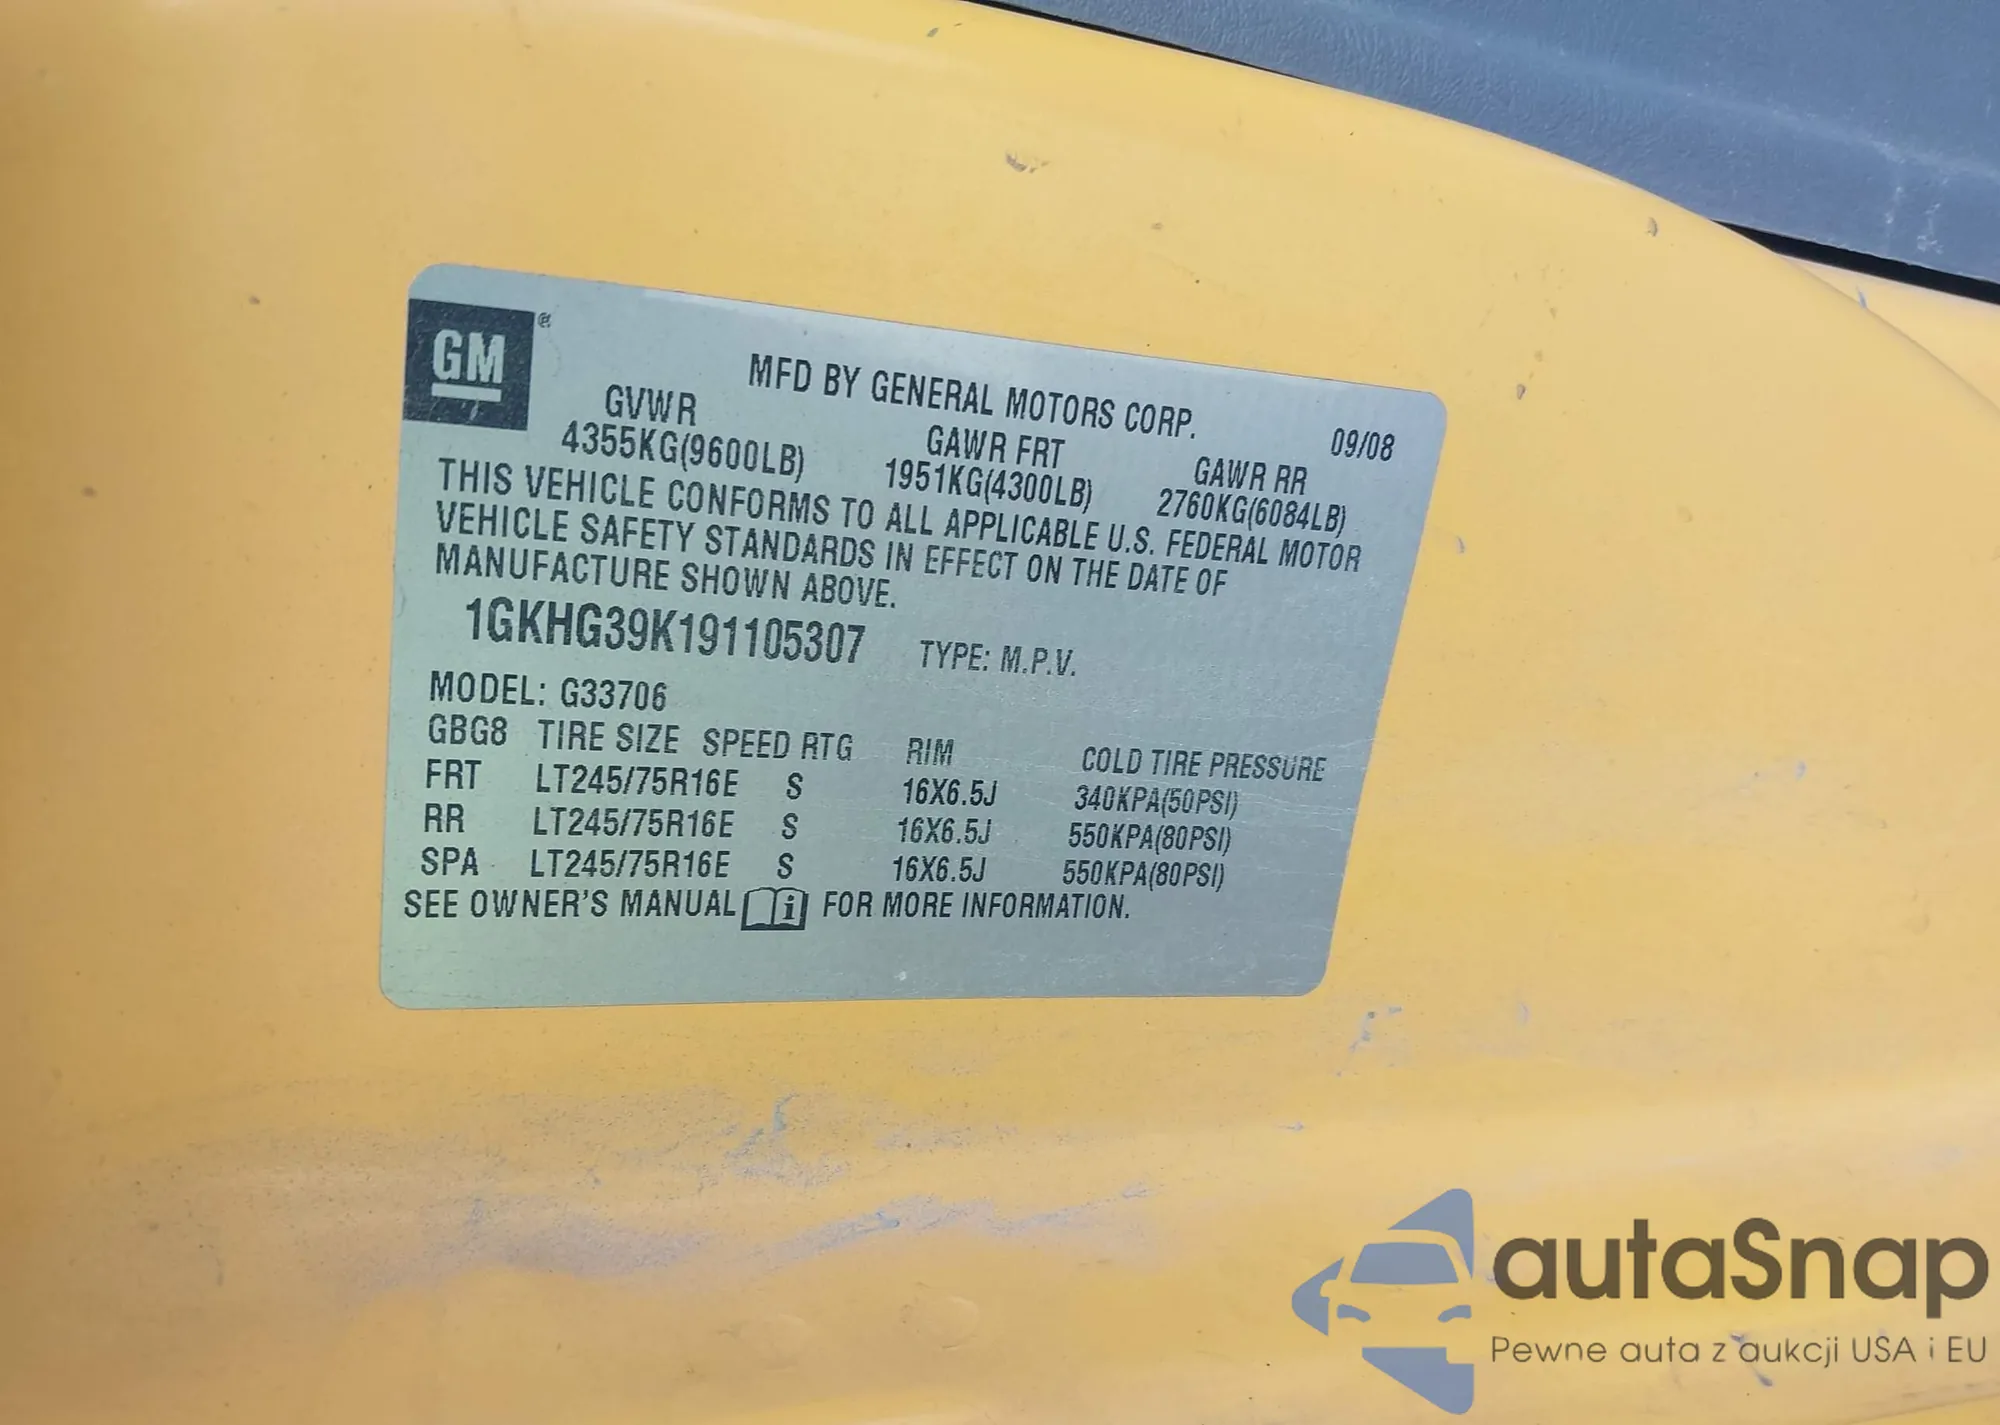 GM®
MFD BY GENERAL MOTORS CORP. 09/08
GVWR GAWR FRT GAWR RR
4355KG(9600LB) 1951KG(4300LB) 2760KG(6084LB)
THIS VEHICLE CONFORMS TO ALL APPLICABLE U.S. FEDERAL MOTOR
VEHICLE SAFETY STANDARDS IN EFFECT ON THE DATE OF
MANUFACTURE SHOWN ABOVE.
1GKHG39K191105307 TYPE: M.P.V.
MODEL: G33706
GBG8 TIRE SIZE SPEED RTG RIM COLD TIRE PRESSURE
FRT LT245/75R16E S 16X6.5J 340KPA(50PSI)
RR LT245/75R16E S 16X6.5J 550KPA(80PSI)
SPA LT245/75R16E S 16X6.5J 550KPA(80PSI)
SEE OWNER'S MANUAL i FOR MORE INFORMATION.
autaSnap
Pewne auta z aukcji USA i EU